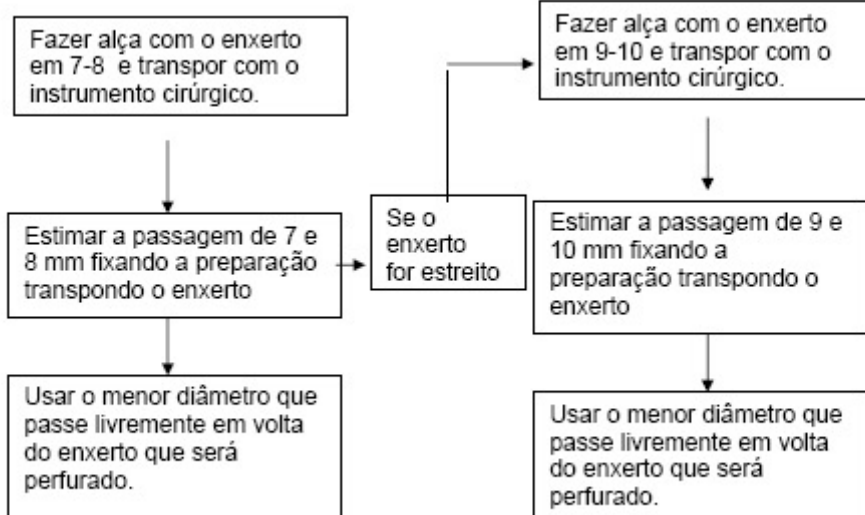 Fazer alça com o enxerto
em 7-8 e transpor com o
instrumento cirúrgico.
Estimar a passagem de 7 e
8 mm fixando a preparação
transpondo o enxerto
Usar o menor diâmetro que
passe livremente em volta
do enxerto que será
perfurado.
Se o
enxerto
for estreito
Fazer alça com o enxerto
em 9-10 e transpor com o
instrumento cirúrgico.
Estimar a passagem de 9 e
10 mm fixando a
preparação transpondo o
enxerto
Usar o menor diâmetro que
passe livremente em volta
do enxerto que será
perfurado.